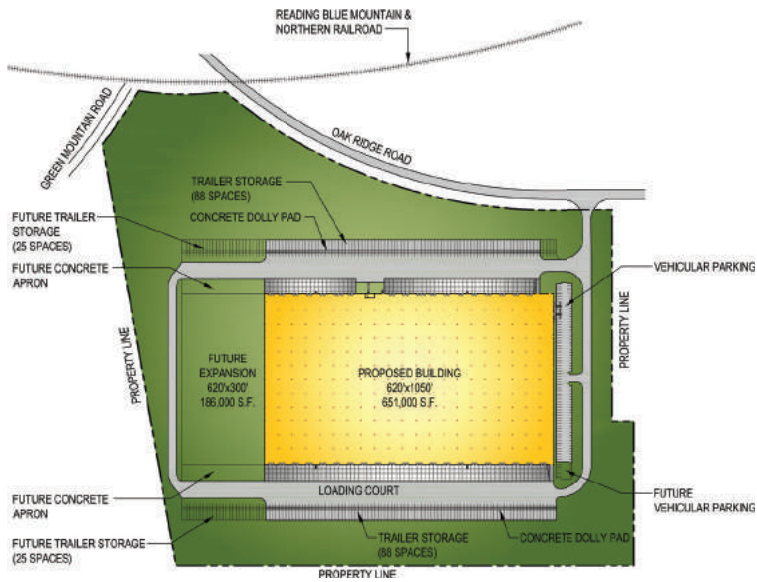 READING BLUE MOUNTAIN &
NORTHERN RAILROAD
GREEN MOUNTAIN ROAD
OAK RIDGE ROAD
TRAILER STORAGE
(88 SPACES)
CONCRETE DOLLY PAD
FUTURE TRAILER
STORAGE
(25 SPACES)
FUTURE CONCRETE
APRON
VEHICULAR PARKING
PROPERTY LINE
PROPERTY LINE
FUTURE
EXPANSION
620'x300'
186,000 S.F.
PROPOSED BUILDING
620'x1050'
651,000 S.F.
LOADING COURT
FUTURE CONCRETE
APRON
FUTURE
VEHICULAR PARKING
FUTURE TRAILER STORAGE
(25 SPACES)
TRAILER STORAGE
(88 SPACES)
CONCRETE DOLLY PAD
PROPERTY LINE